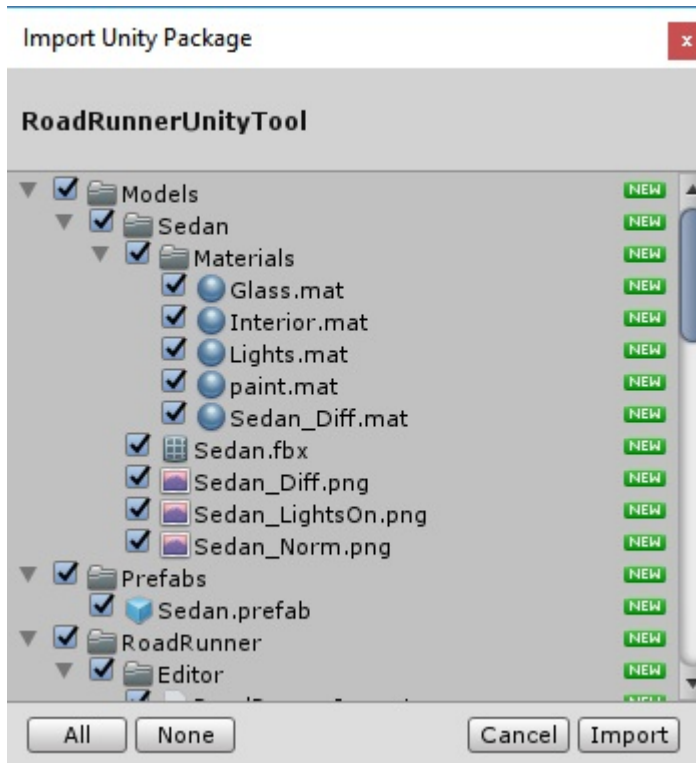 Import Unity Package x
RoadRunnerUnityTool
Models NEW
Sedan NEW
Materials NEW
Glass.mat NEW
Interior.mat NEW
Lights.mat NEW
paint.mat NEW
Sedan_Diff.mat NEW
Sedan.fbx NEW
Sedan_Diff.png NEW
Sedan_LightsOn.png NEW
Sedan_Norm.png NEW
Prefabs NEW
Sedan.prefab NEW
RoadRunner NEW
Editor NEW
All None Cancel Import